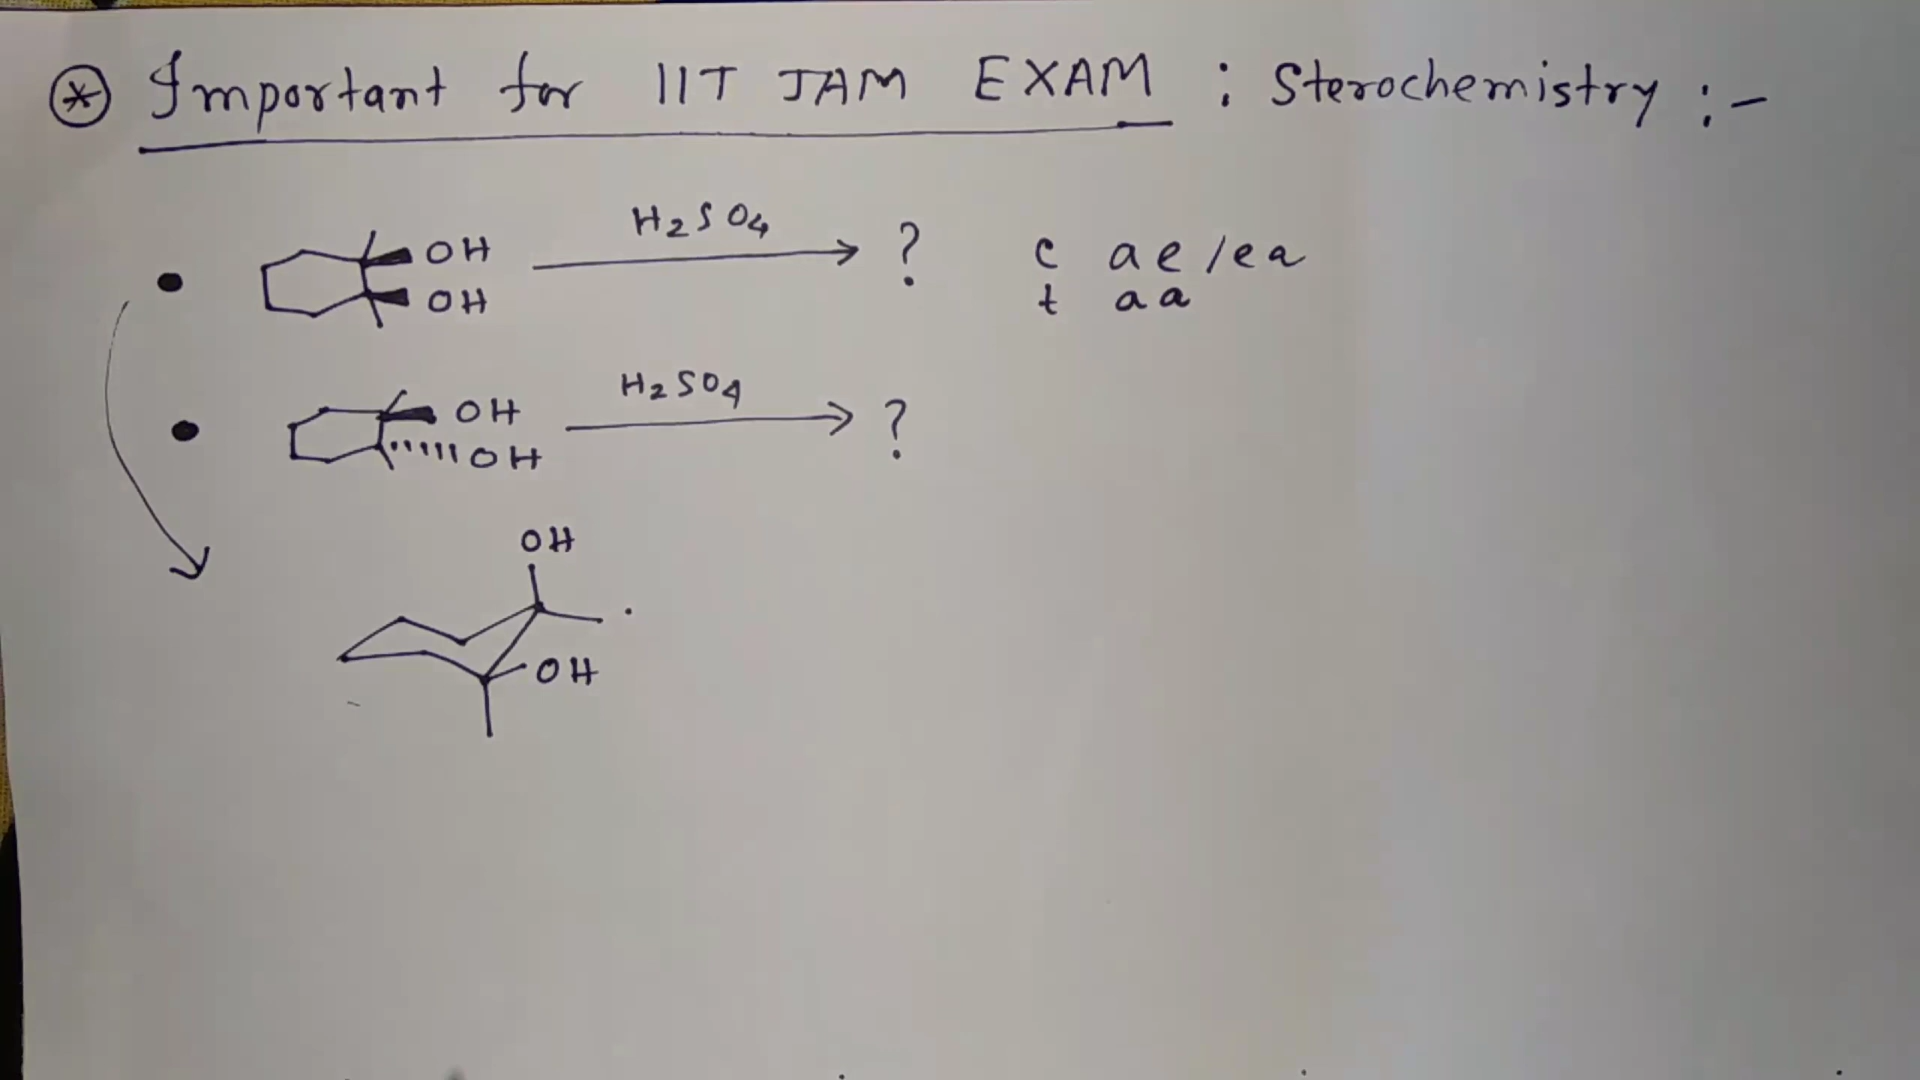 * Important for IIT JAM EXAM : Sterochemistry :-
OH
OH
H2SO4
?
c ae/ea
t aa
OH
OH
H2SO4
?
OH
OH